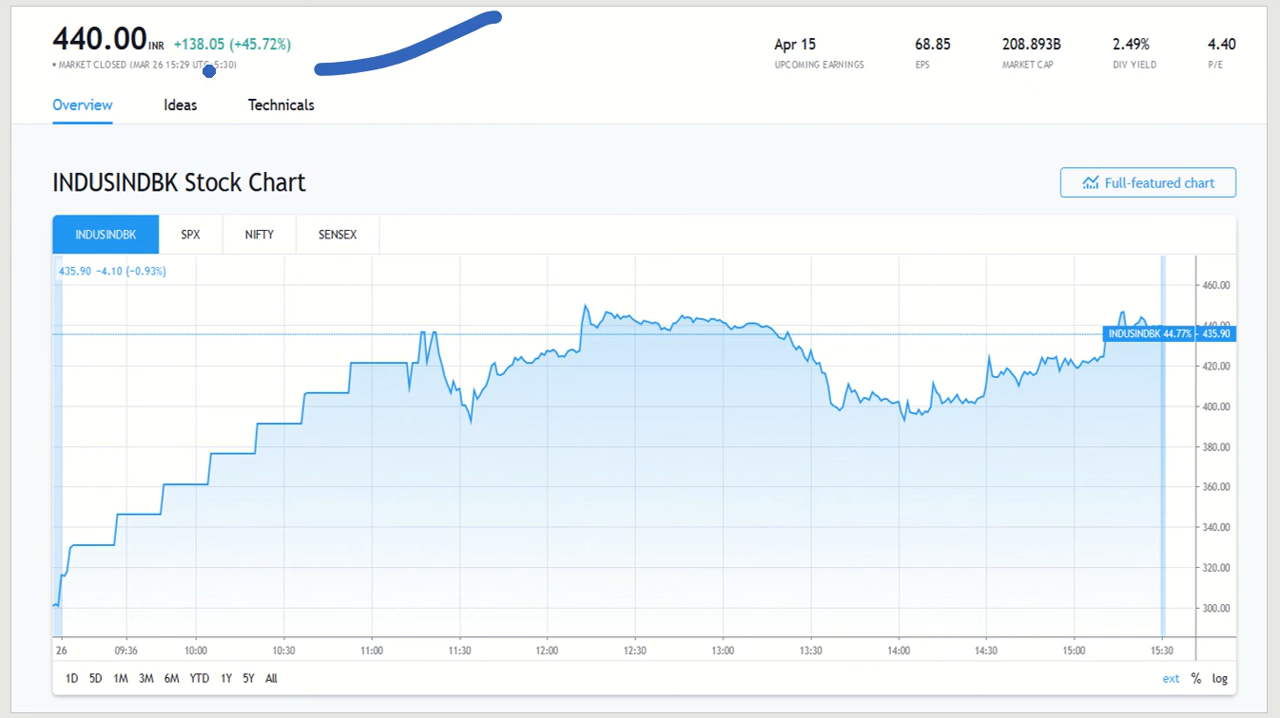 440.00 INR +138.05 (+45.72%)
• MARKET CLOSED (MAR 26 15:29 UTC+5:30)
Apr 15 68.85 208.893B 2.49% 4.40
UPCOMING EARNINGS EPS MARKET CAP DIV YIELD P/E
Overview Ideas Technicals
INDUSINDBK Stock Chart
Full-featured chart
INDUSINDBK SPX NIFTY SENSEX
435.90 −4.10 (−0.93%)
460.00
440.00
INDUSINDBK 44.77% 435.90
420.00
400.00
380.00
360.00
340.00
320.00
300.00
26 09:36 10:00 10:30 11:00 11:30 12:00 12:30 13:00 13:30 14:00 14:30 15:00 15:30
1D 5D 1M 3M 6M YTD 1Y 5Y All ext % log